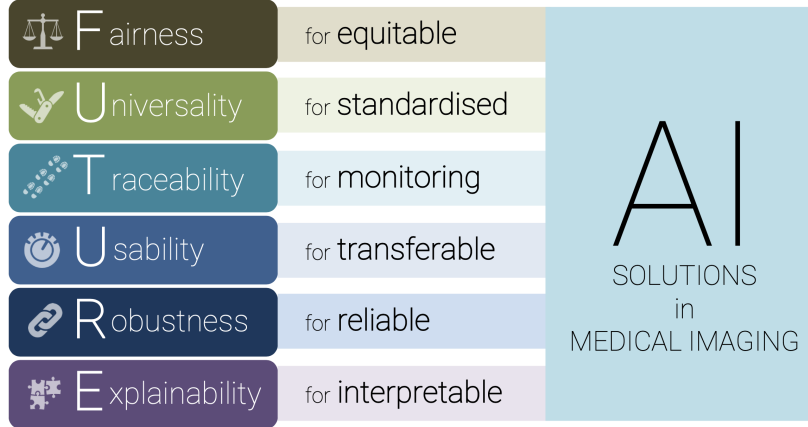 Fairness for equitable
Universality for standardised
Traceability for monitoring
Usability for transferable
Robustness for reliable
Explainability for interpretable
AI
SOLUTIONS
in
MEDICAL IMAGING